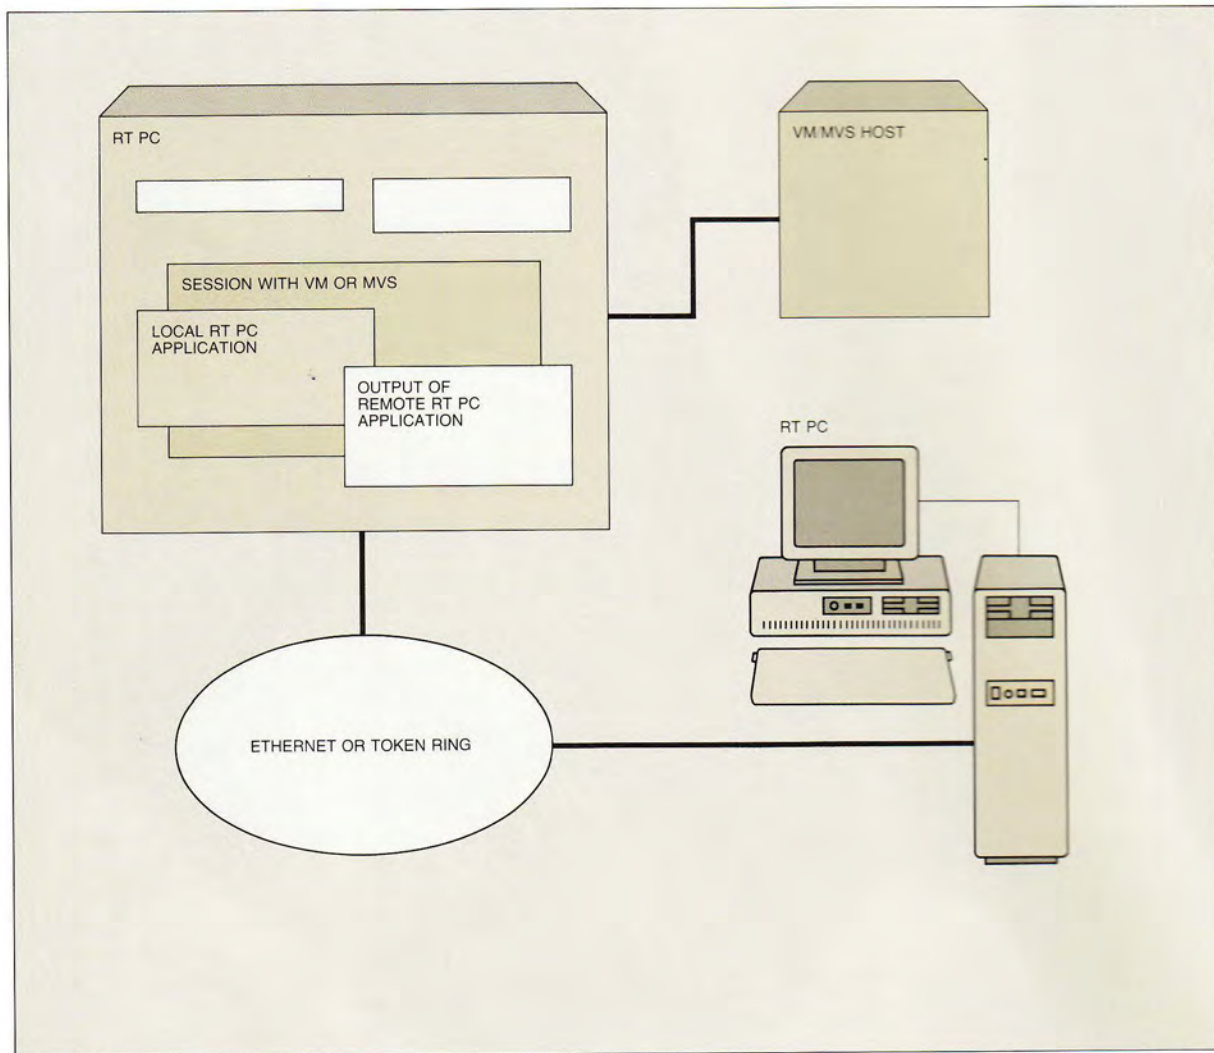 RT PC
VM/MVS HOST
SESSION WITH VM OR MVS
LOCAL RT PC
APPLICATION
OUTPUT OF
REMOTE RT PC
APPLICATION
RT PC
ETHERNET OR TOKEN RING